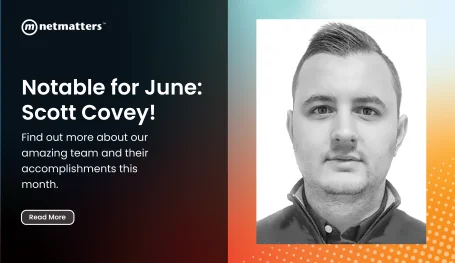 netmatters™
Notable for June:
Scott Covey!
Find out more about our
amazing team and their
accomplishments this
month.
Read More